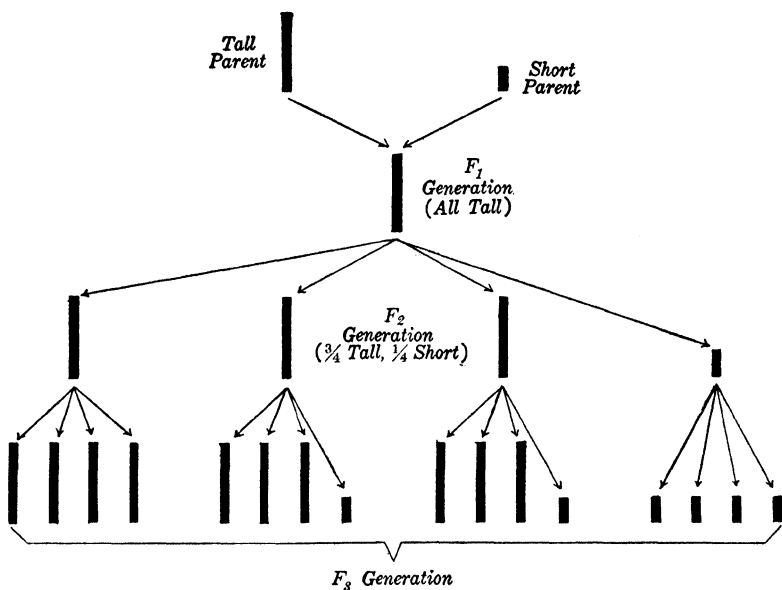 Tall
Parent
Short
Parent
F₁
Generation
(All Tall)
F₂
Generation
(¾ Tall, ¼ Short)
F₃ Generation